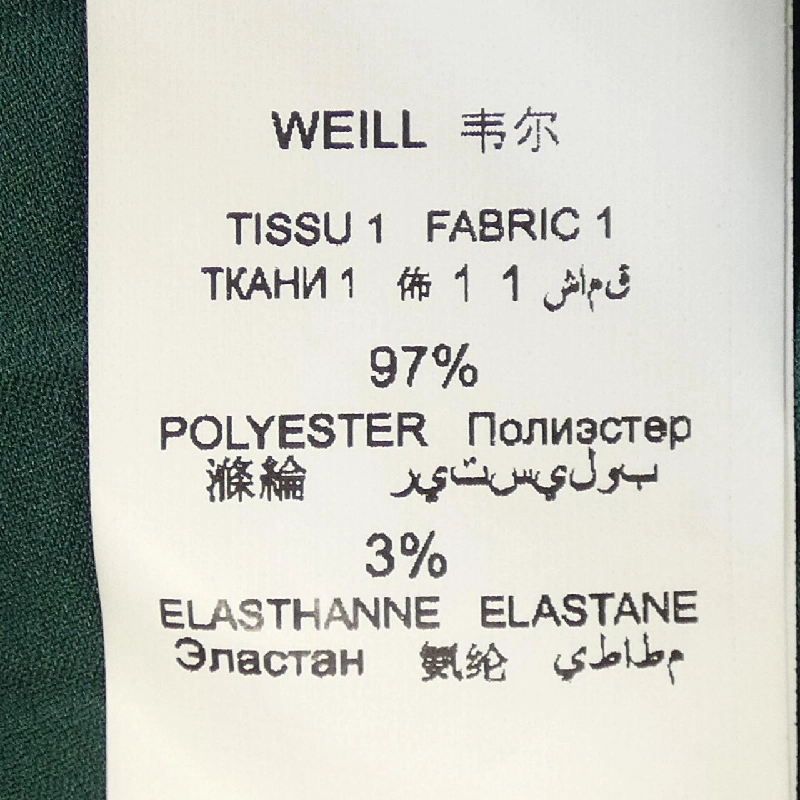 WEILL 韦尔
TISSU 1 FABRIC 1
ТКАНИ 1 佈 1 1 قماش
97%
POLYESTER Полиэстер
滌綸 بوليستير
3%
ELASTHANNE ELASTANE
Эластан 氨纶 مطاطي